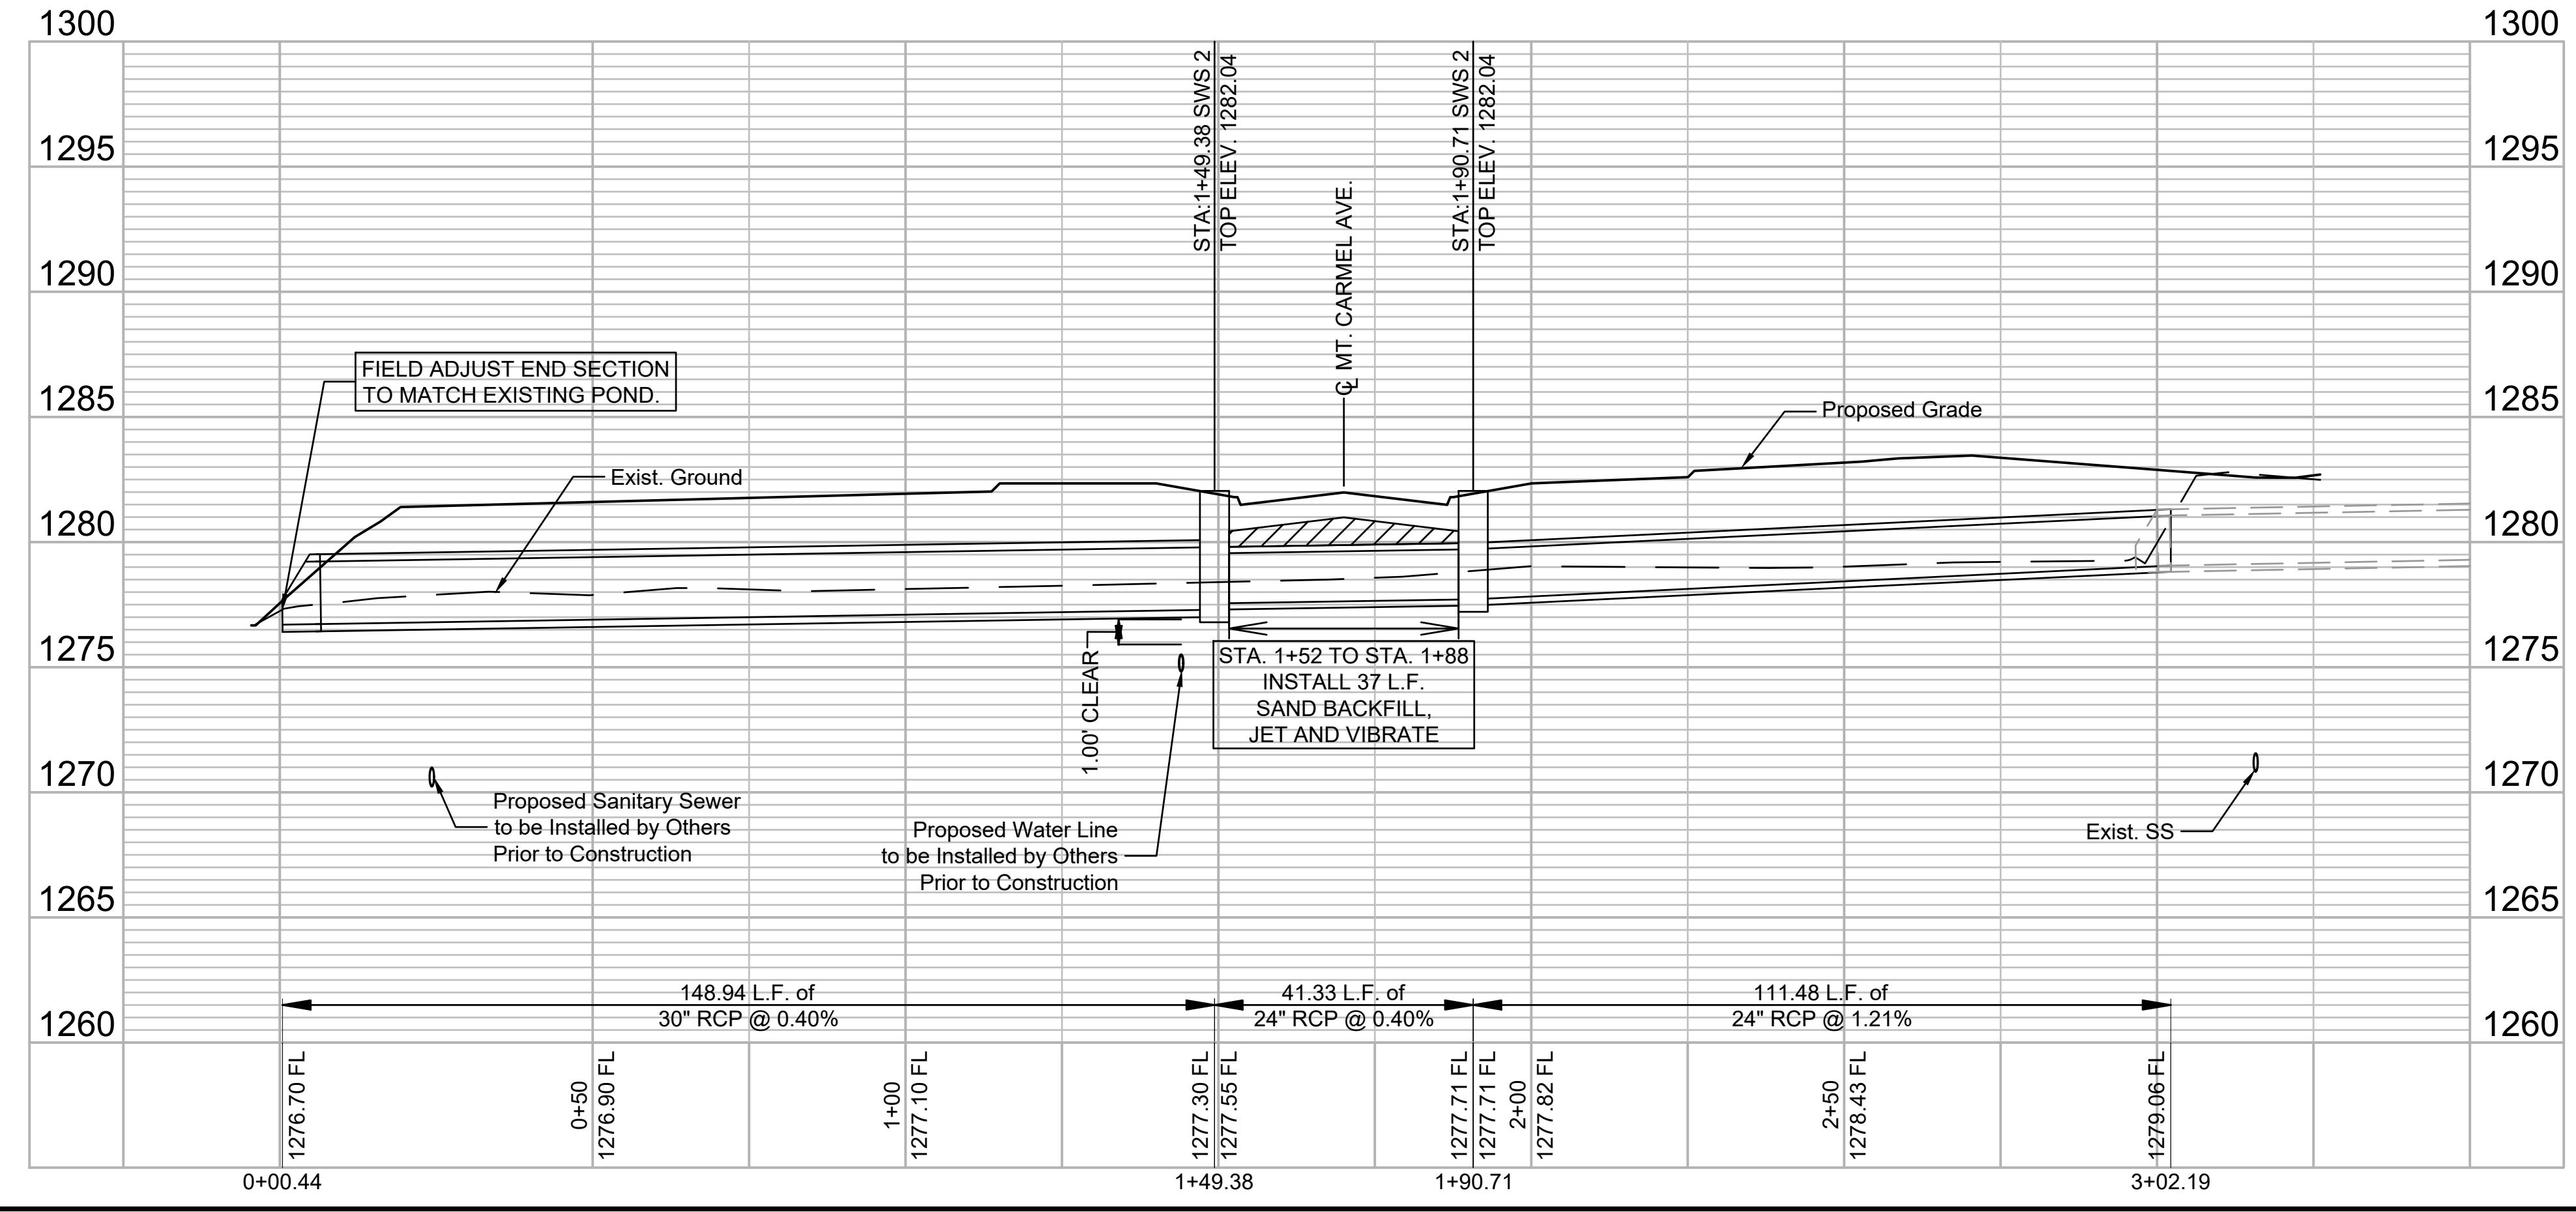 1300
1300
STA:1+49.38 SWS 2
TOP ELEV. 1282.04
STA:1+90.71 SWS 2
TOP ELEV. 1282.04
1295
1295
℄ MT. CARMEL AVE.
1290
1290
FIELD ADJUST END SECTION
TO MATCH EXISTING POND.
1285
1285
Proposed Grade
Exist. Ground
1280
1280
1275
1275
1.00' CLEAR
STA. 1+52 TO STA. 1+88
INSTALL 37 L.F.
SAND BACKFILL,
JET AND VIBRATE
1270
1270
Proposed Sanitary Sewer
to be Installed by Others
Prior to Construction
Proposed Water Line
to be Installed by Others
Prior to Construction
Exist. SS
1265
1265
148.94 L.F. of
30" RCP @ 0.40%
41.33 L.F. of
24" RCP @ 0.40%
111.48 L.F. of
24" RCP @ 1.21%
1260
1260
1276.70 FL
0+50
1276.90 FL
1+00
1277.10 FL
1277.30 FL
1277.55 FL
1277.71 FL
1277.71 FL
2+00
1277.82 FL
2+50
1278.43 FL
1279.06 FL
0+00.44
1+49.38
1+90.71
3+02.19